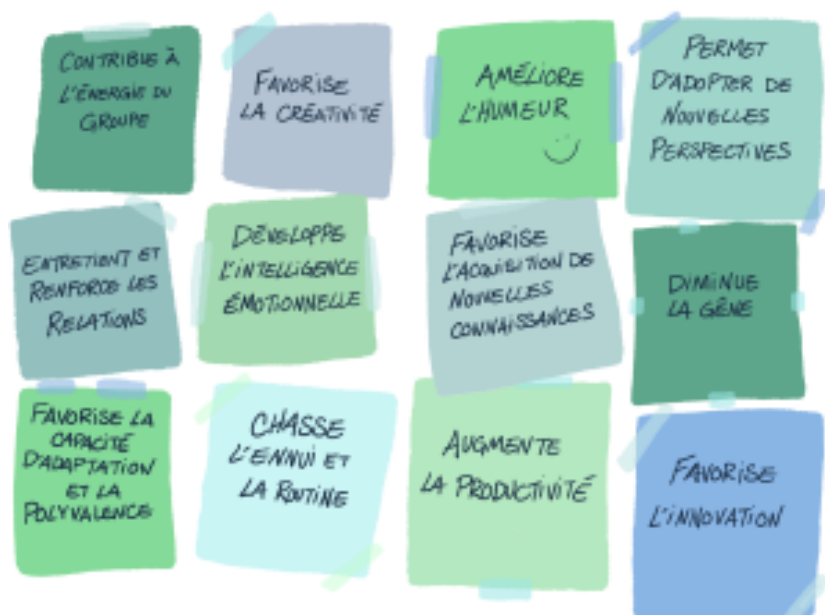 CONTRIBUE À
L'ÉNERGIE DU
GROUPE
FAVORISE
LA CRÉATIVITÉ
AMÉLIORE
L'HUMEUR
PERMET
D'ADOPTER DE
NOUVELLES
PERSPECTIVES
ENTRETIENT ET
RENFORCE LES
RELATIONS
DÉVELOPPE
L'INTELLIGENCE
ÉMOTIONNELLE
FAVORISE
L'ACQUISITION DE
NOUVELLES
CONNAISSANCES
DIMINUE
LA GÊNE
FAVORISE LA
CAPACITÉ
D'ADAPTATION
ET LA
POLYVALENCE
CHASSE
L'ENNUI ET
LA ROUTINE
AUGMENTE
LA PRODUCTIVITÉ
FAVORISE
L'INNOVATION